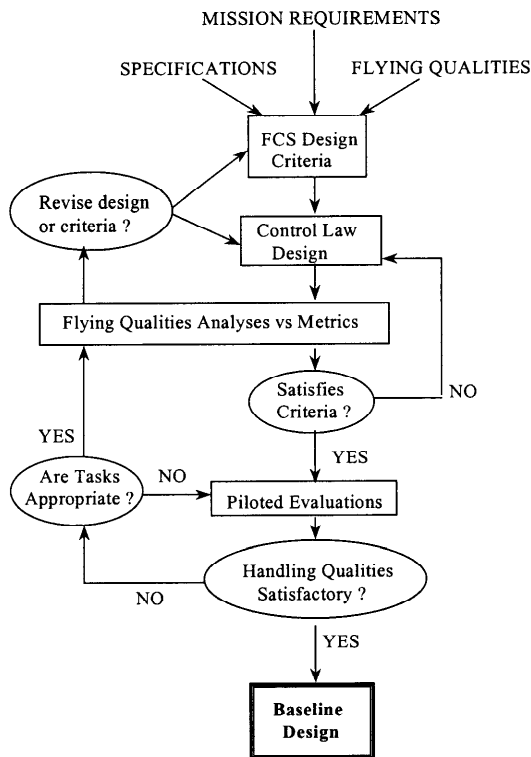 MISSION REQUIREMENTS
SPECIFICATIONS
FLYING QUALITIES
FCS Design
Criteria
Revise design
or criteria ?
Control Law
Design
Flying Qualities Analyses vs Metrics
Satisfies
Criteria ?
NO
YES
YES
Are Tasks
Appropriate ?
NO
Piloted Evaluations
Handling Qualities
Satisfactory ?
NO
YES
Baseline
Design